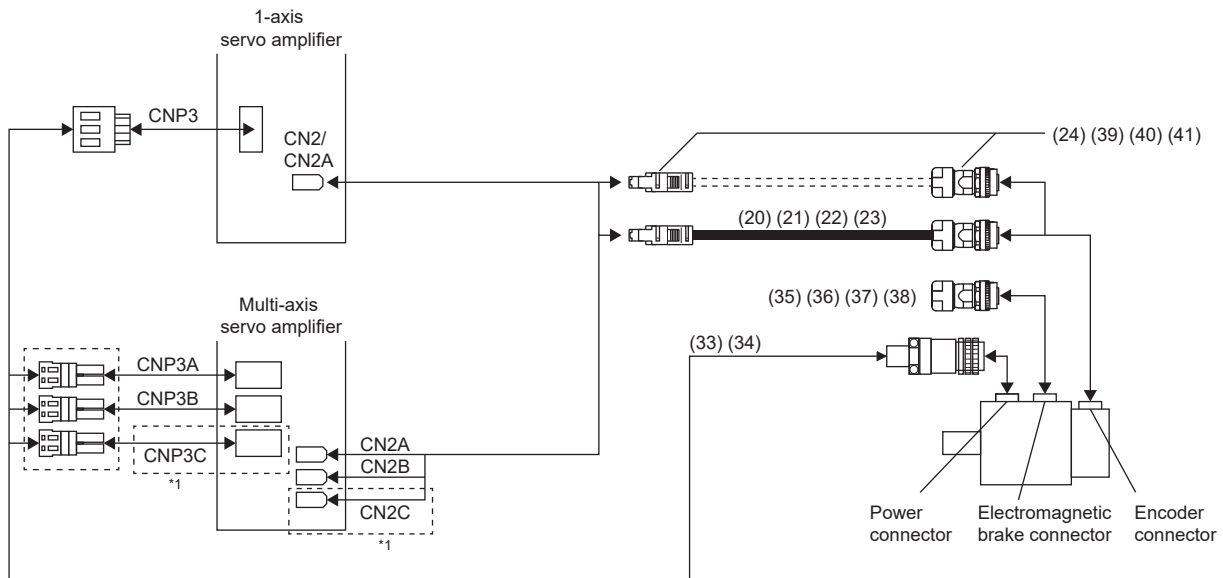 1-axis
servo amplifier
CNP3
CN2/
CN2A
(24) (39) (40) (41)
(20) (21) (22) (23)
(35) (36) (37) (38)
Multi-axis
servo amplifier
(33) (34)
CNP3A
CNP3B
CNP3C
*1
CN2A
CN2B
CN2C
*1
Power
connector
Electromagnetic
brake connector
Encoder
connector